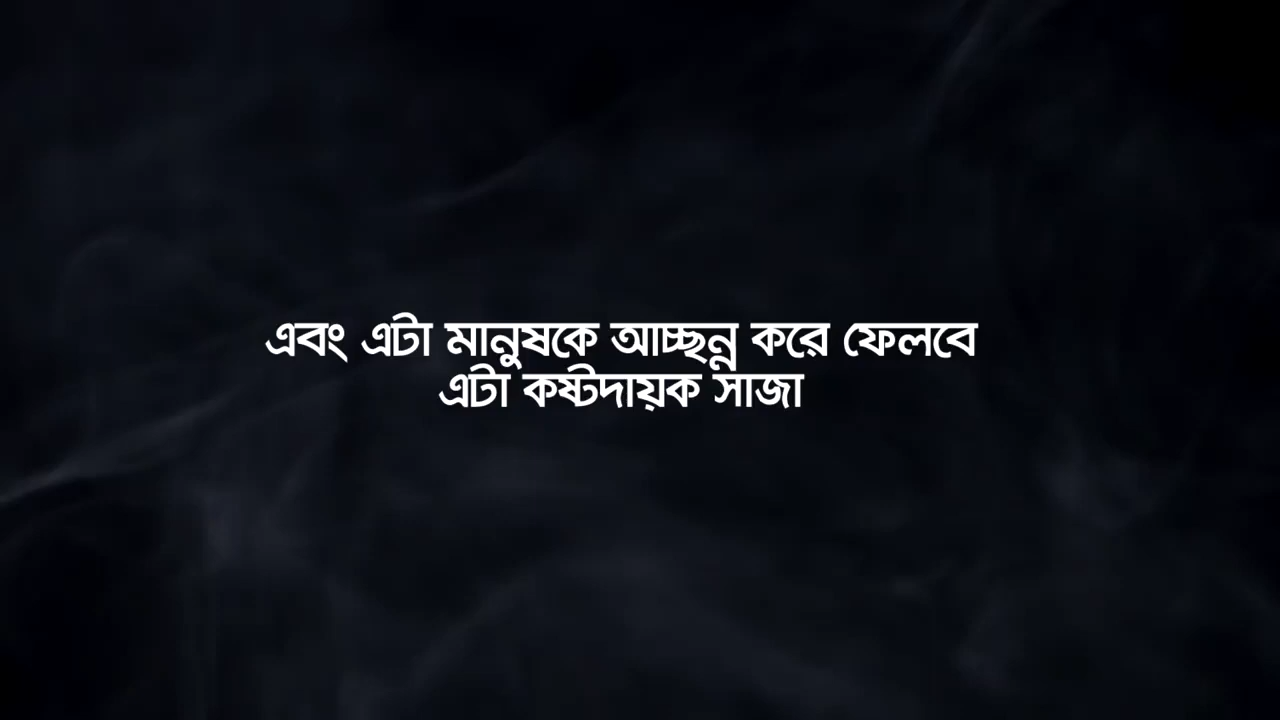 এবং এটা মানুষকে আচ্ছন্ন করে ফেলবে
এটা কষ্টদায়ক সাজা